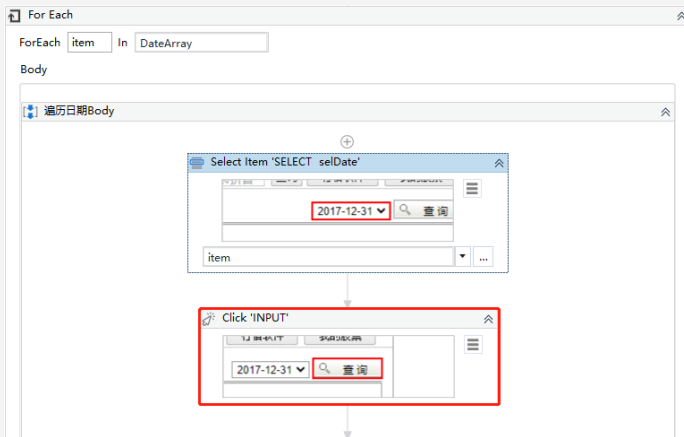 For Each
ForEach item In DateArray
Body
遍历日期Body
Select Item 'SELECT selDate'
2017-12-31 查询
item
...
Click 'INPUT'
2017-12-31 查询